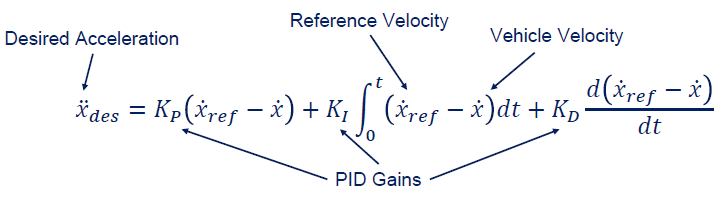 Reference Velocity
Desired Acceleration
Vehicle Velocity
ẍ_des = K_P(ẋ_ref − ẋ) + K_I ∫_0^t (ẋ_ref − ẋ)dt + K_D d(ẋ_ref − ẋ)/dt
PID Gains